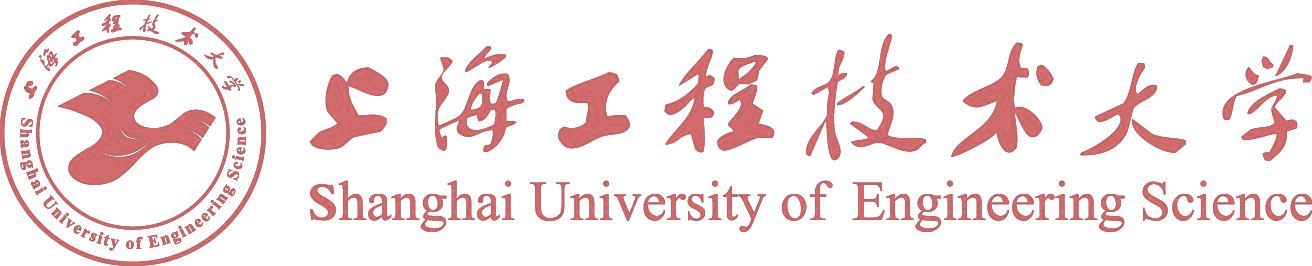 上海工程技术大学
Shanghai University of Engineering Science
上海工程技术大学
Shanghai University of Engineering Science